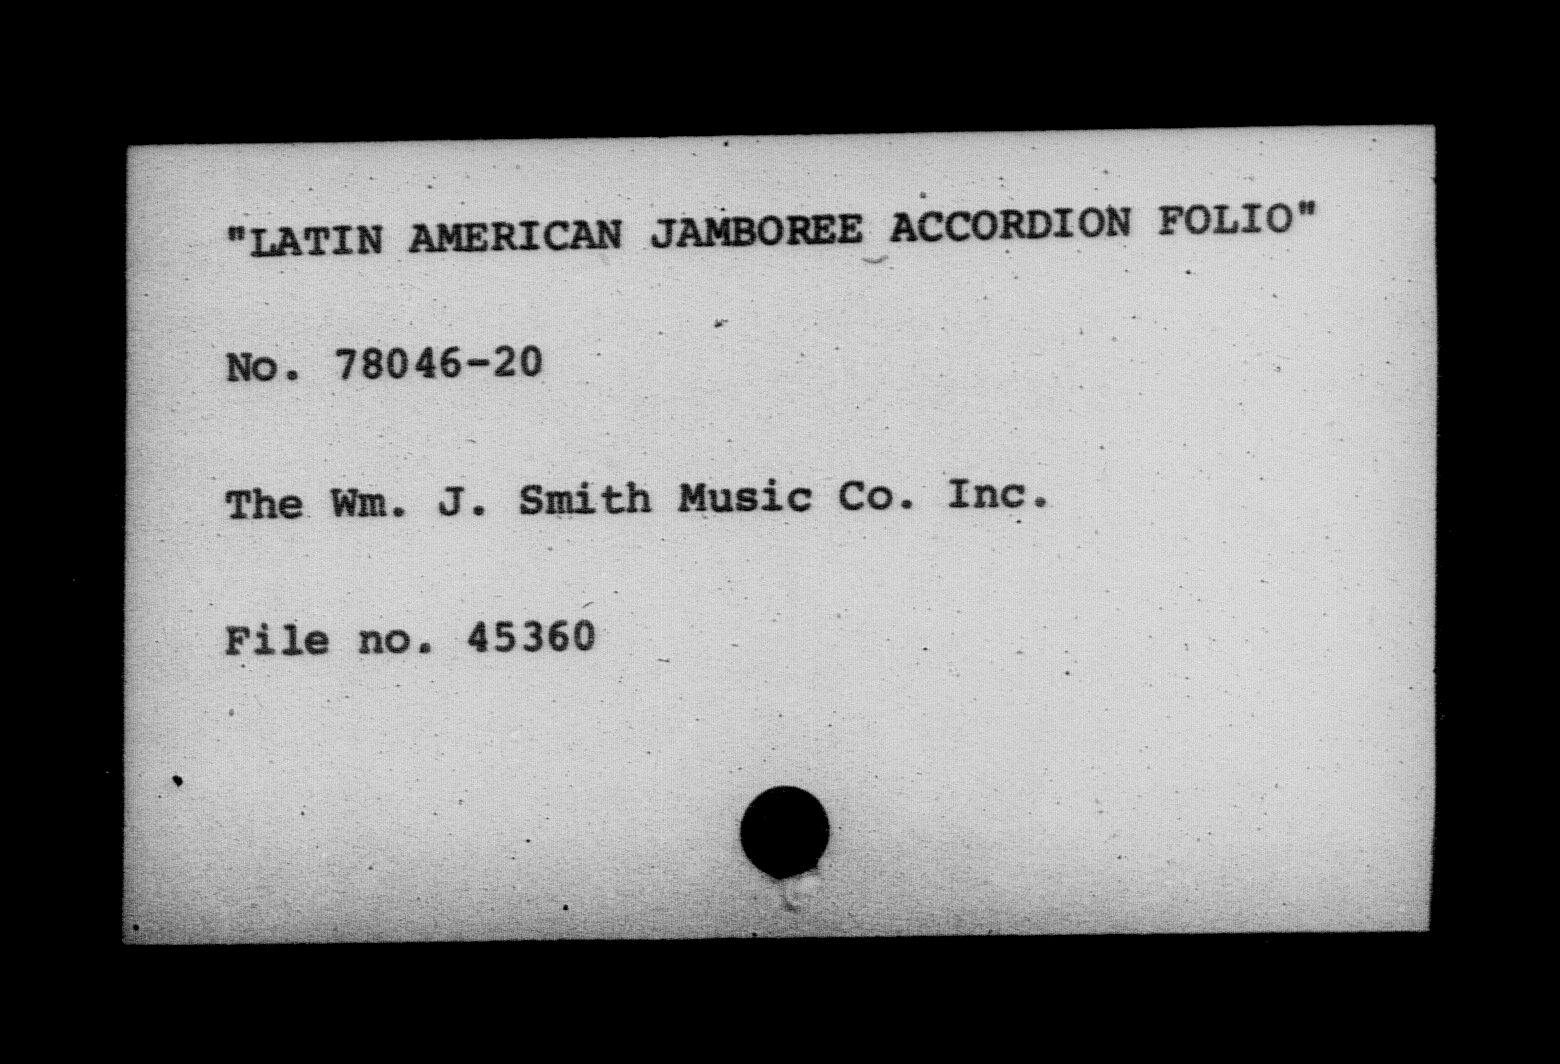 "LATIN AMERICAN JAMBOREE ACCORDION FOLIO"
No. 78046-20
The Wm. J. Smith Music Co. Inc.
File no. 45360